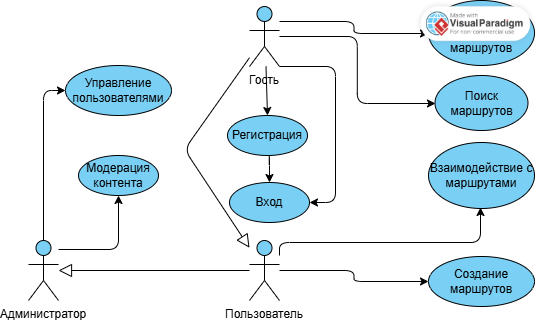 Made with
Visual Paradigm
For non-commercial use
маршрутов
Гость
Управление
пользователями
Поиск
маршрутов
Регистрация
Модерация
контента
Взаимодействие с
маршрутами
Вход
Создание
маршрутов
Администратор
Пользователь